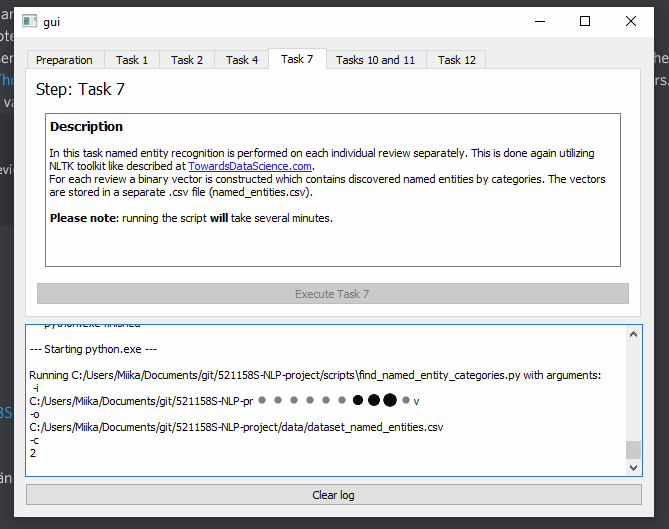 gui
Preparation Task 1 Task 2 Task 4 Task 7 Tasks 10 and 11 Task 12
Step: Task 7
Description
In this task named entity recognition is performed on each individual review separately. This is done again utilizing
NLTK toolkit like described at TowardsDataScience.com.
For each review a binary vector is constructed which contains discovered named entities by categories. The vectors
are stored in a separate .csv file (named_entities.csv).
Please note: running the script will take several minutes.
Execute Task 7
--- Starting python.exe ---
Running C:/Users/Miika/Documents/git/521158S-NLP-project/scripts\find_named_entity_categories.py with arguments:
-i
C:/Users/Miika/Documents/git/521158S-NLP-pr v
-o
C:/Users/Miika/Documents/git/521158S-NLP-project/data/dataset_named_entities.csv
-c
2
Clear log